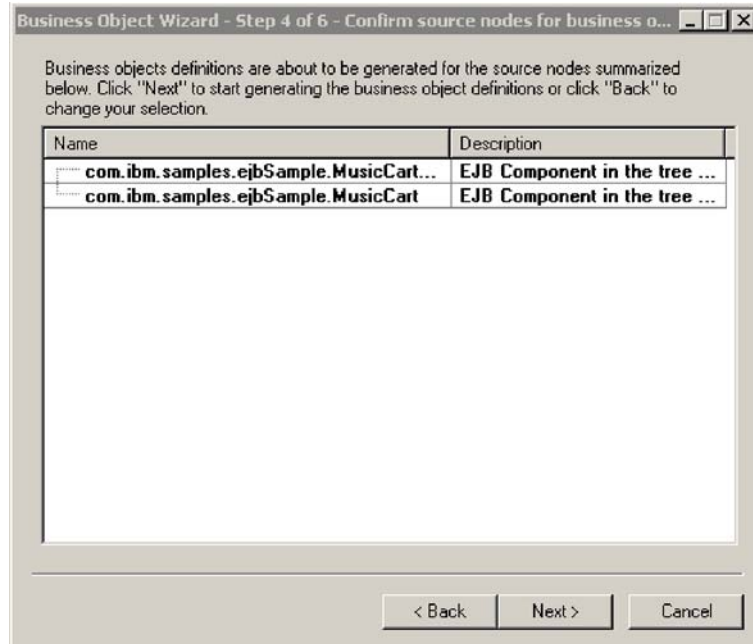 Business Object Wizard - Step 4 of 6 - Confirm source nodes for business o...
Business objects definitions are about to be generated for the source nodes summarized
below. Click "Next" to start generating the business object definitions or click "Back" to
change your selection.
Name Description
com.ibm.samples.ejbSample.MusicCart... EJB Component in the tree ...
com.ibm.samples.ejbSample.MusicCart EJB Component in the tree ...
< Back Next > Cancel